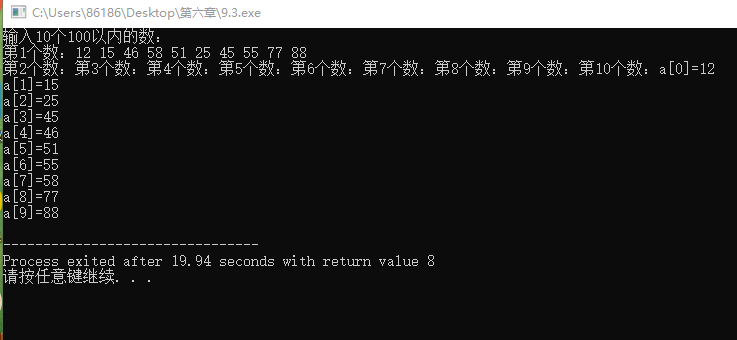 C:\Users\86186\Desktop\第六章\9.3.exe
输入10个100以内的数：
第1个数：12 15 46 58 51 25 45 55 77 88
第2个数：第3个数：第4个数：第5个数：第6个数：第7个数：第8个数：第9个数：第10个数：a[0]=12
a[1]=15
a[2]=25
a[3]=45
a[4]=46
a[5]=51
a[6]=55
a[7]=58
a[8]=77
a[9]=88
--------------------------------
Process exited after 19.94 seconds with return value 8
请按任意键继续. . .